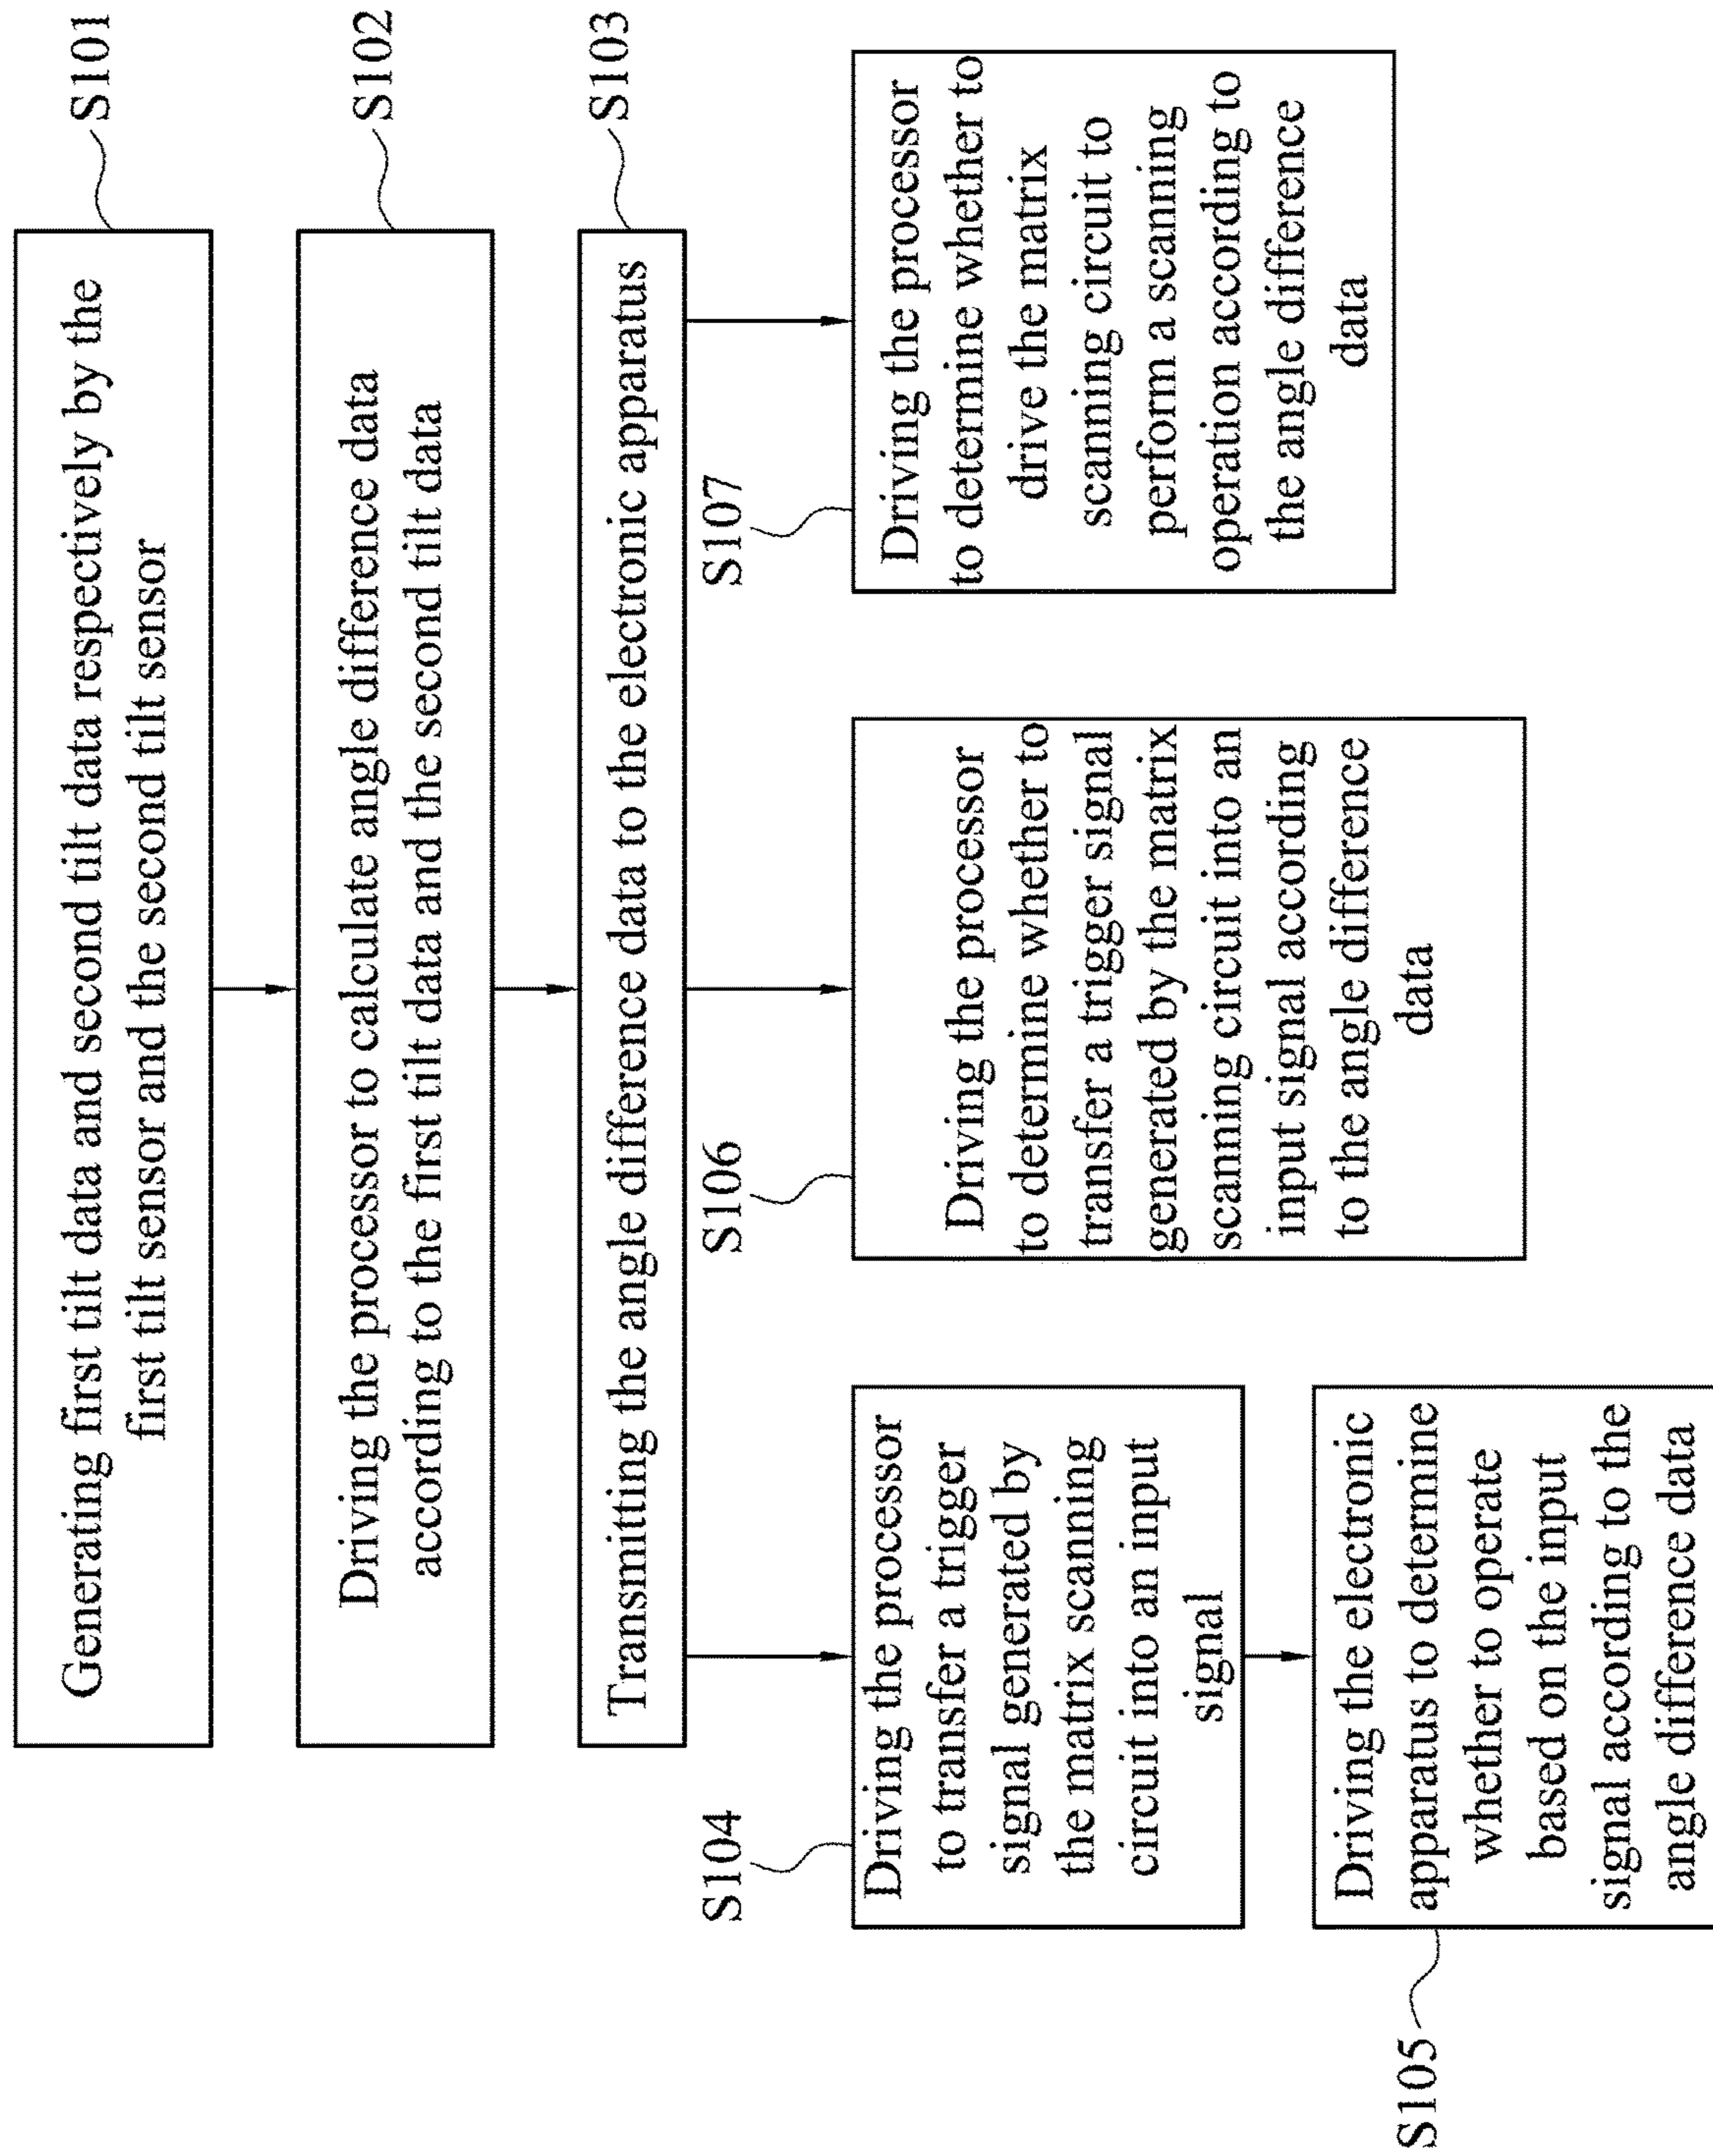 Generating first tilt data and second tilt data respectively by the
first tilt sensor and the second tilt sensor
S101
Driving the processor to calculate angle difference data
according to the first tilt data and the second tilt data
S102
Transmitting the angle difference data to the electronic apparatus
S103
S104
Driving the processor
to transfer a trigger
signal generated by
the matrix scanning
circuit into an input
signal
S105
Driving the electronic
apparatus to determine
whether to operate
based on the input
signal according to the
angle difference data
S106
Driving the processor
to determine whether to
transfer a trigger signal
generated by the matrix
scanning circuit into an
input signal according
to the angle difference
data
S107
Driving the processor
to determine whether to
drive the matrix
scanning circuit to
perform a scanning
operation according to
the angle difference
data